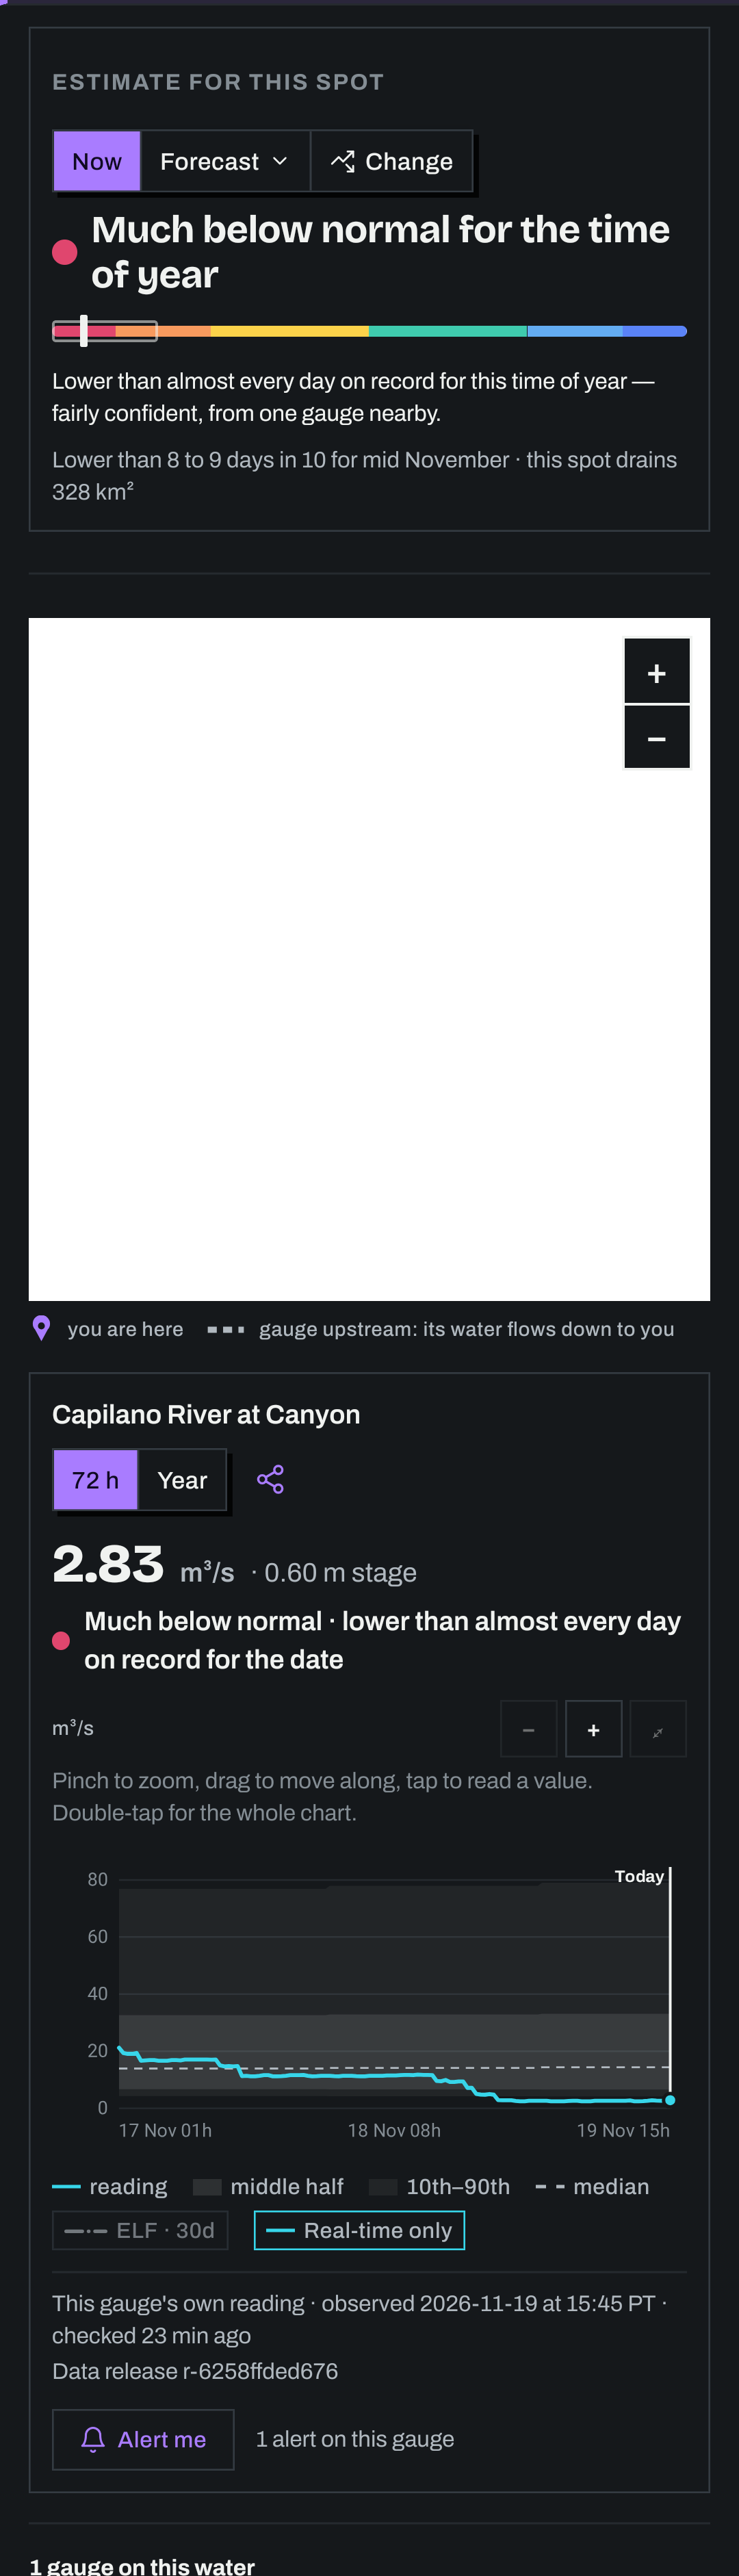 ESTIMATE FOR THIS SPOT
Now
Forecast
Change
Much below normal for the time
of year
Lower than almost every day on record for this time of year —
fairly confident, from one gauge nearby.
Lower than 8 to 9 days in 10 for mid November · this spot drains
328 km²
+
−
you are here
gauge upstream: its water flows down to you
Capilano River at Canyon
72 h
Year
2.83 m³/s · 0.60 m stage
Much below normal · lower than almost every day
on record for the date
m³/s
−
+
Pinch to zoom, drag to move along, tap to read a value.
Double-tap for the whole chart.
Today
80
60
40
20
0
17 Nov 01h
18 Nov 08h
19 Nov 15h
reading
middle half
10th–90th
median
ELF · 30d
Real-time only
This gauge's own reading · observed 2026-11-19 at 15:45 PT ·
checked 23 min ago
Data release r-6258ffded676
Alert me
1 alert on this gauge
1 gauge on this water